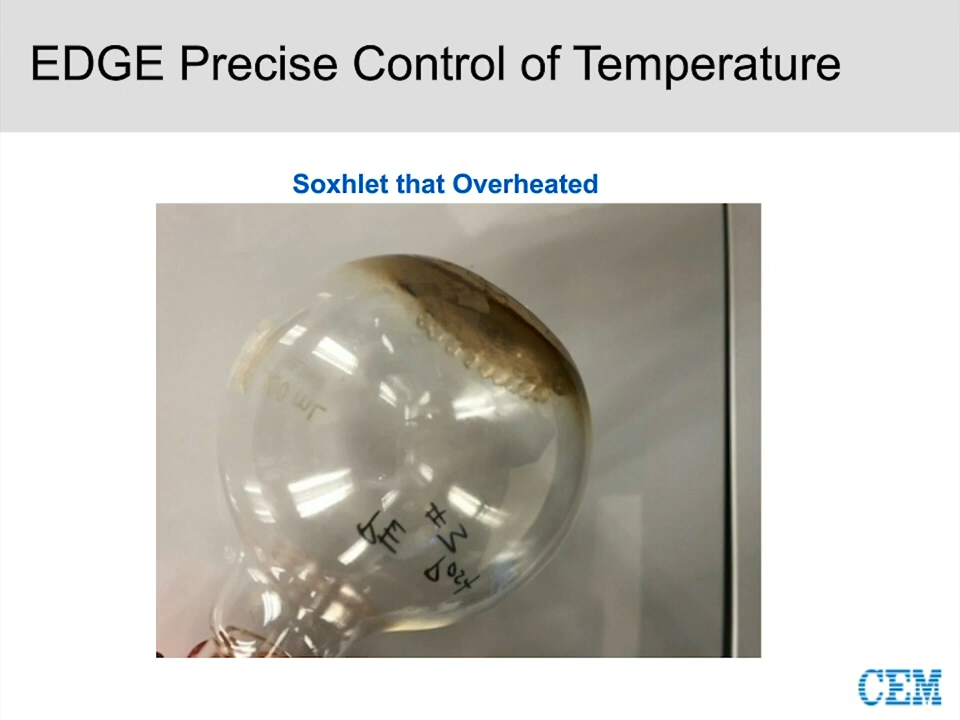 EDGE Precise Control of Temperature
Soxhlet that Overheated
CEM